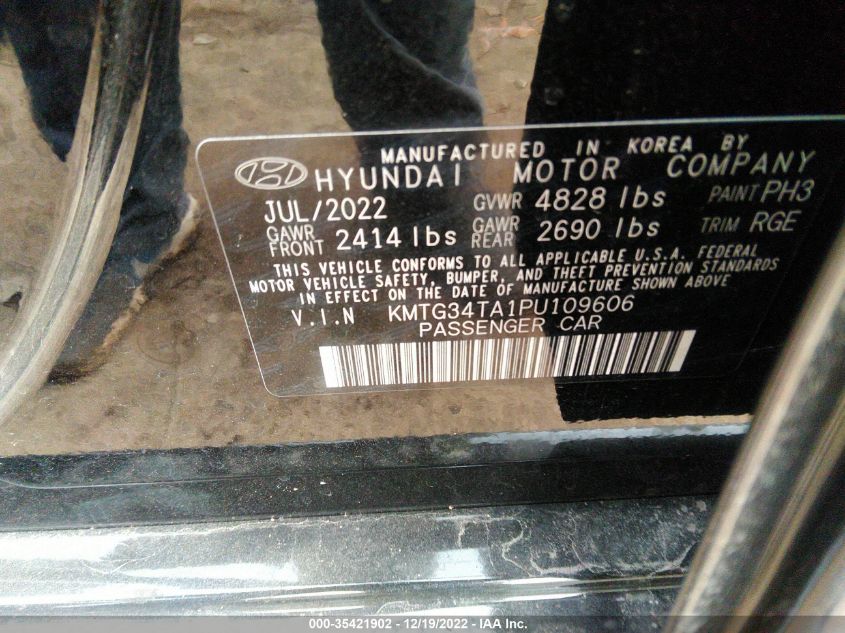 MANUFACTURED IN KOREA BY
HYUNDAI MOTOR COMPANY
JUL/2022 GVWR 4828 lbs PAINT PH3
GAWR FRONT 2414 lbs GAWR REAR 2690 lbs TRIM RGE
THIS VEHICLE CONFORMS TO ALL APPLICABLE U.S.A. FEDERAL
MOTOR VEHICLE SAFETY, BUMPER, AND THEFT PREVENTION STANDARDS
IN EFFECT ON THE DATE OF MANUFACTURE SHOWN ABOVE
V.I.N KMTG34TA1PU109606
PASSENGER CAR
000-35421902 - 12/19/2022 - IAA, Inc.